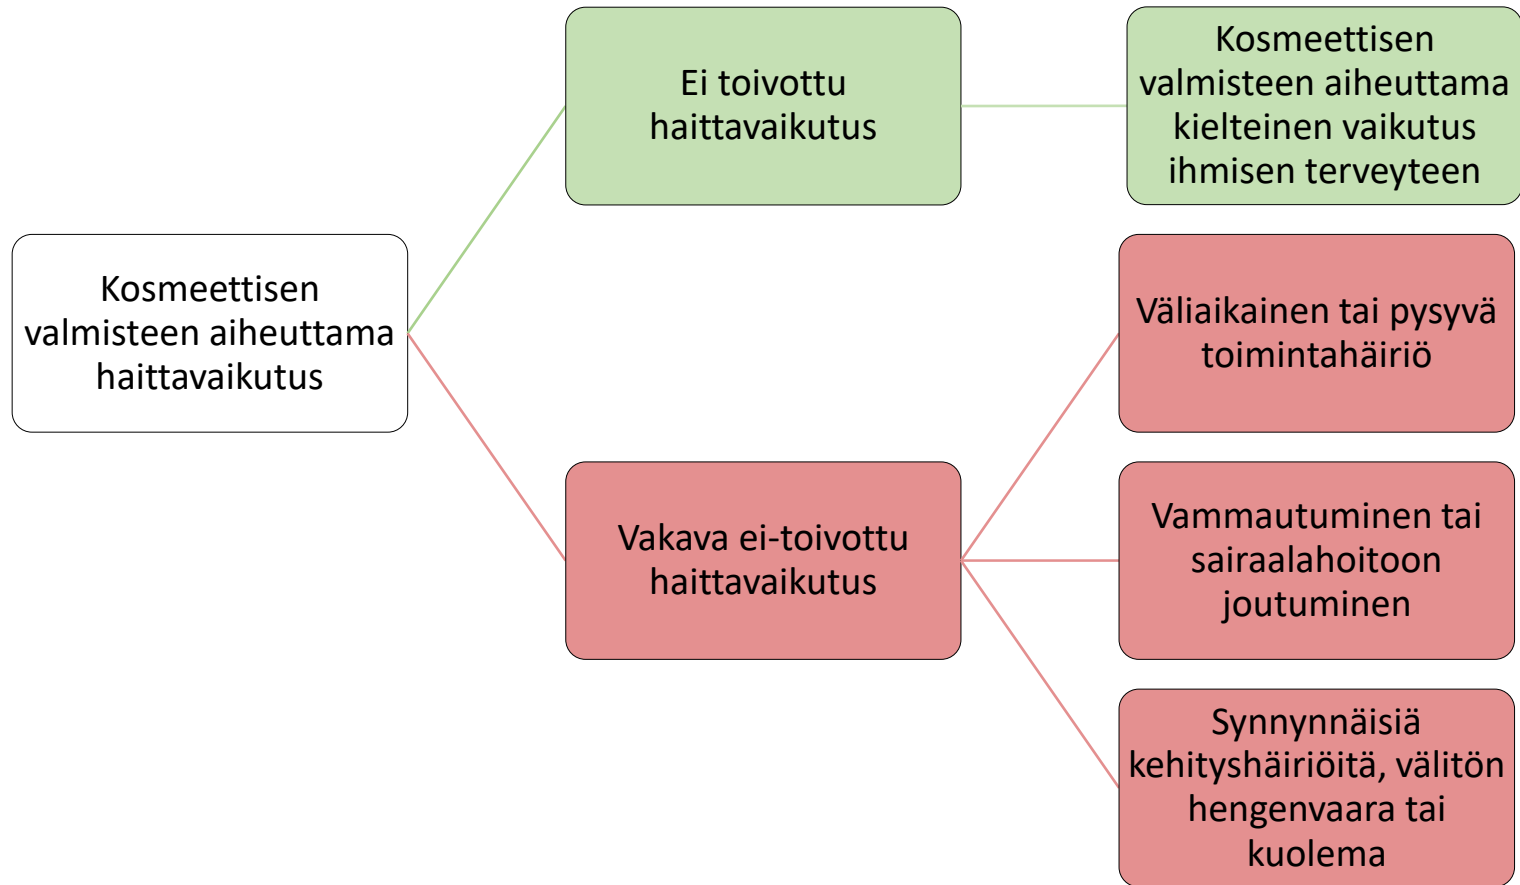 Kosmeettisen
valmisteen aiheuttama
haittavaikutus
Ei toivottu
haittavaikutus
Kosmeettisen
valmisteen aiheuttama
kielteinen vaikutus
ihmisen terveyteen
Vakava ei-toivottu
haittavaikutus
Väliaikainen tai pysyvä
toimintahäiriö
Vammautuminen tai
sairaalahoitoon
joutuminen
Synnynnäisiä
kehityshäiriöitä, välitön
hengenvaara tai
kuolema